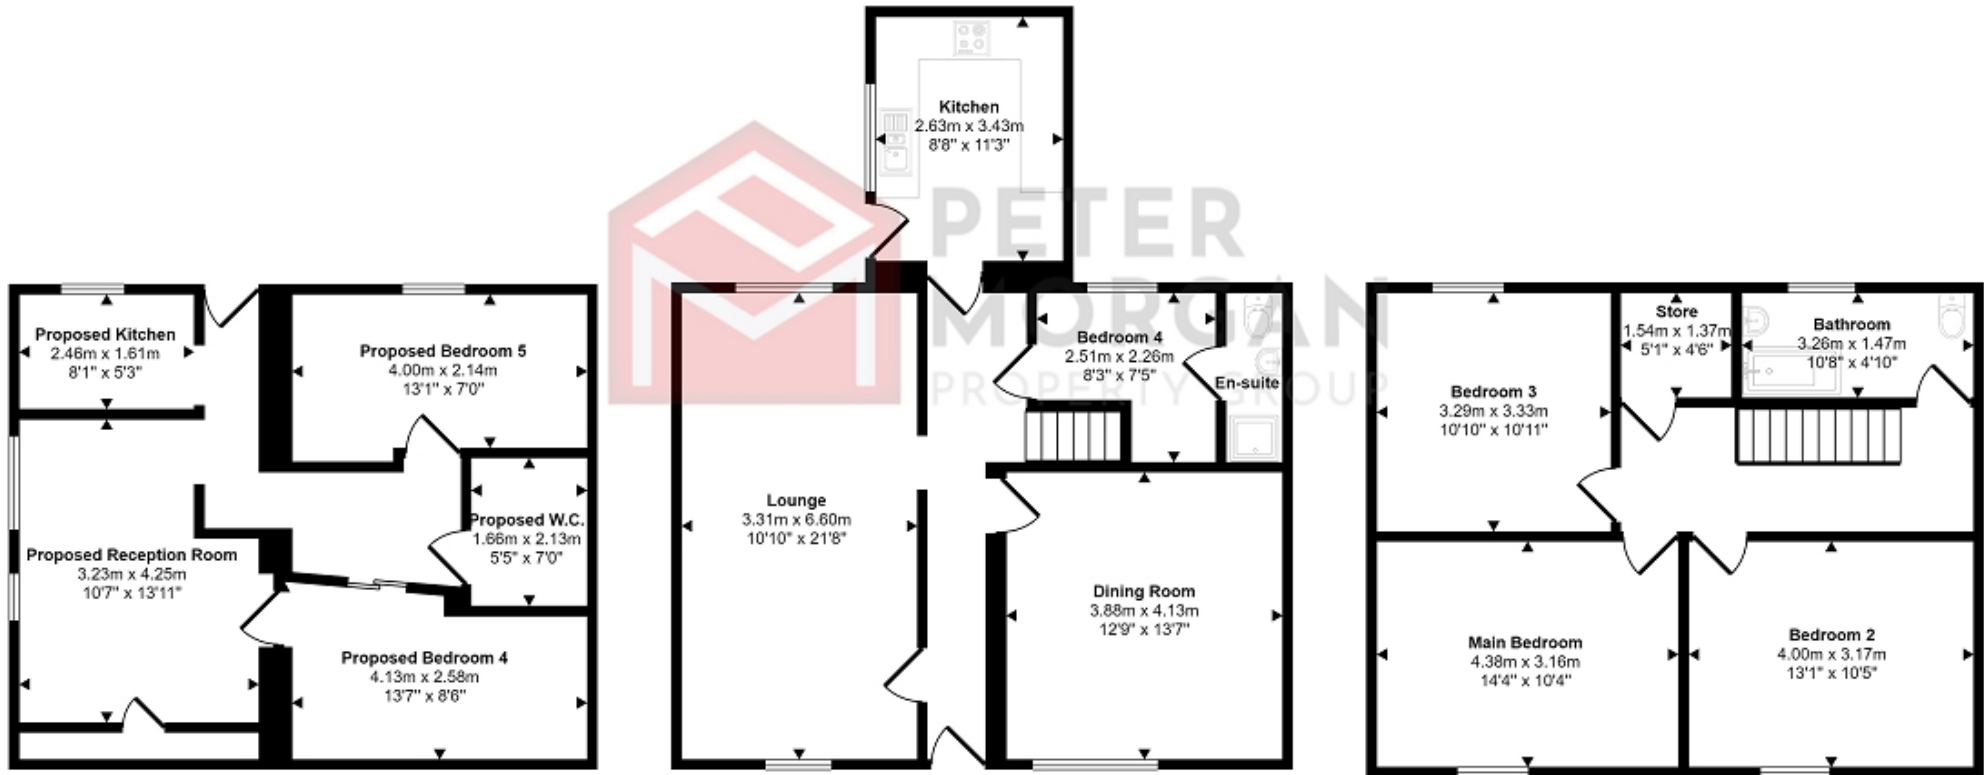 Kitchen
2.63m x 3.43m
8'8" x 11'3"
PETER
MORGAN
PROPERTY GROUP
Proposed Kitchen
2.46m x 1.61m
8'1" x 5'3"
Proposed Bedroom 5
4.00m x 2.14m
13'1" x 7'0"
Proposed W.C.
1.66m x 2.13m
5'5" x 7'0"
Proposed Reception Room
3.23m x 4.25m
10'7" x 13'11"
Proposed Bedroom 4
4.13m x 2.58m
13'7" x 8'6"
Bedroom 4
2.51m x 2.26m
8'3" x 7'5"
En-suite
Lounge
3.31m x 6.60m
10'10" x 21'8"
Dining Room
3.88m x 4.13m
12'9" x 13'7"
Store
1.54m x 1.37m
5'1" x 4'6"
Bathroom
3.26m x 1.47m
10'8" x 4'10"
Bedroom 3
3.29m x 3.33m
10'10" x 10'11"
Main Bedroom
4.38m x 3.16m
14'4" x 10'4"
Bedroom 2
4.00m x 3.17m
13'1" x 10'5"